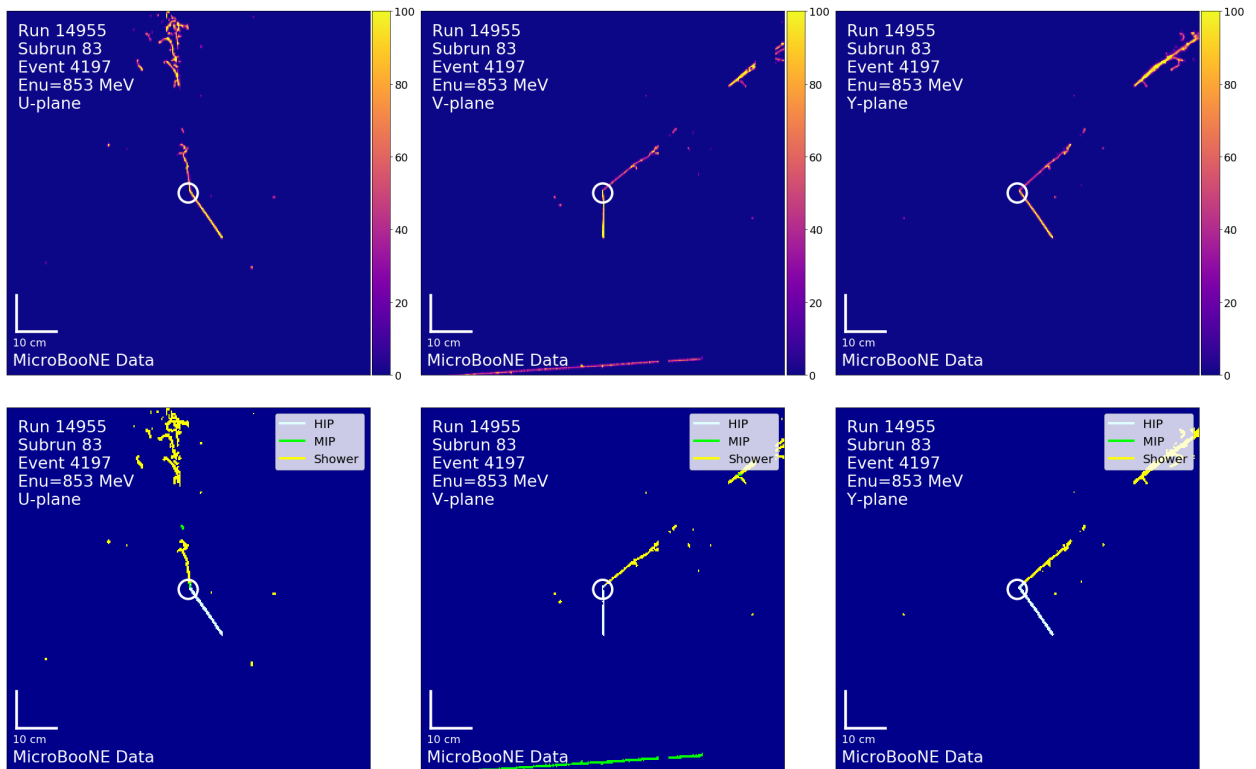 Run 14955
Subrun 83
Event 4197
Enu=853 MeV
U-plane
10 cm
MicroBooNE Data
100
80
60
40
20
0
Run 14955
Subrun 83
Event 4197
Enu=853 MeV
V-plane
10 cm
MicroBooNE Data
100
80
60
40
20
0
Run 14955
Subrun 83
Event 4197
Enu=853 MeV
Y-plane
10 cm
MicroBooNE Data
100
80
60
40
20
0
Run 14955
Subrun 83
Event 4197
Enu=853 MeV
U-plane
HIP
MIP
Shower
10 cm
MicroBooNE Data
Run 14955
Subrun 83
Event 4197
Enu=853 MeV
V-plane
HIP
MIP
Shower
10 cm
MicroBooNE Data
Run 14955
Subrun 83
Event 4197
Enu=853 MeV
Y-plane
HIP
MIP
Shower
10 cm
MicroBooNE Data